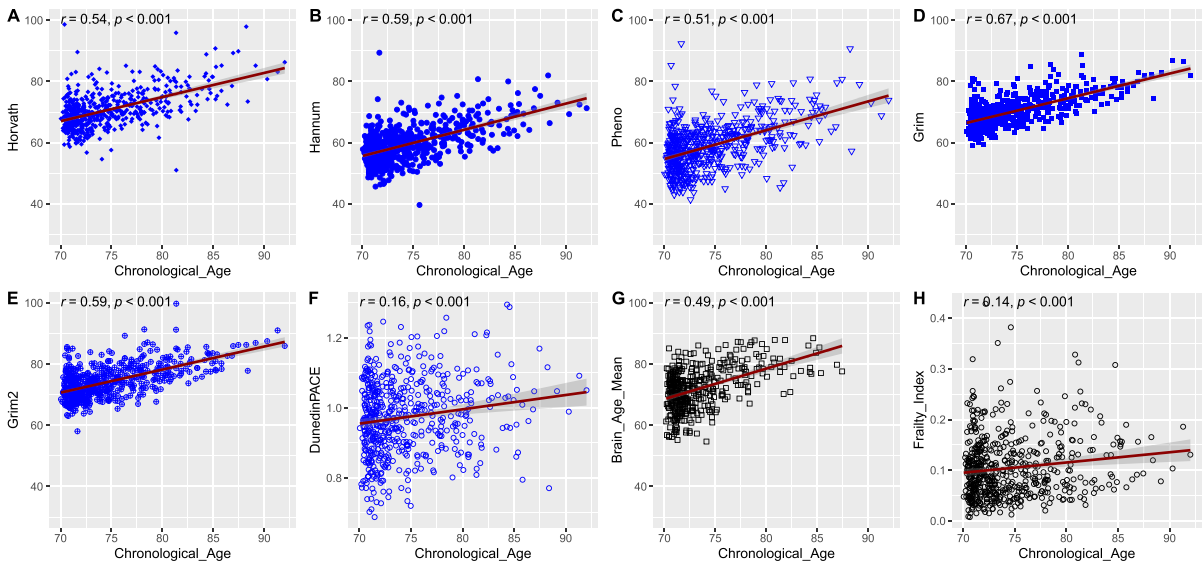 A
r = 0.54, p < 0.001
100
80
60
40
Horvath
70 75 80 85 90
Chronological_Age
B
r = 0.59, p < 0.001
100
80
60
40
Hannum
70 75 80 85 90
Chronological_Age
C
r = 0.51, p < 0.001
100
80
60
40
Pheno
70 75 80 85 90
Chronological_Age
D
r = 0.67, p < 0.001
100
80
60
40
Grim
70 75 80 85 90
Chronological_Age
E
r = 0.59, p < 0.001
100
80
60
40
Grim2
70 75 80 85 90
Chronological_Age
F
r = 0.16, p < 0.001
1.2
1.0
0.8
DunedinPACE
70 75 80 85 90
Chronological_Age
G
r = 0.49, p < 0.001
100
80
60
40
Brain_Age_Mean
70 75 80 85 90
Chronological_Age
H
r = 0.14, p < 0.001
0.4
0.3
0.2
0.1
0.0
Frailty_Index
70 75 80 85 90
Chronological_Age